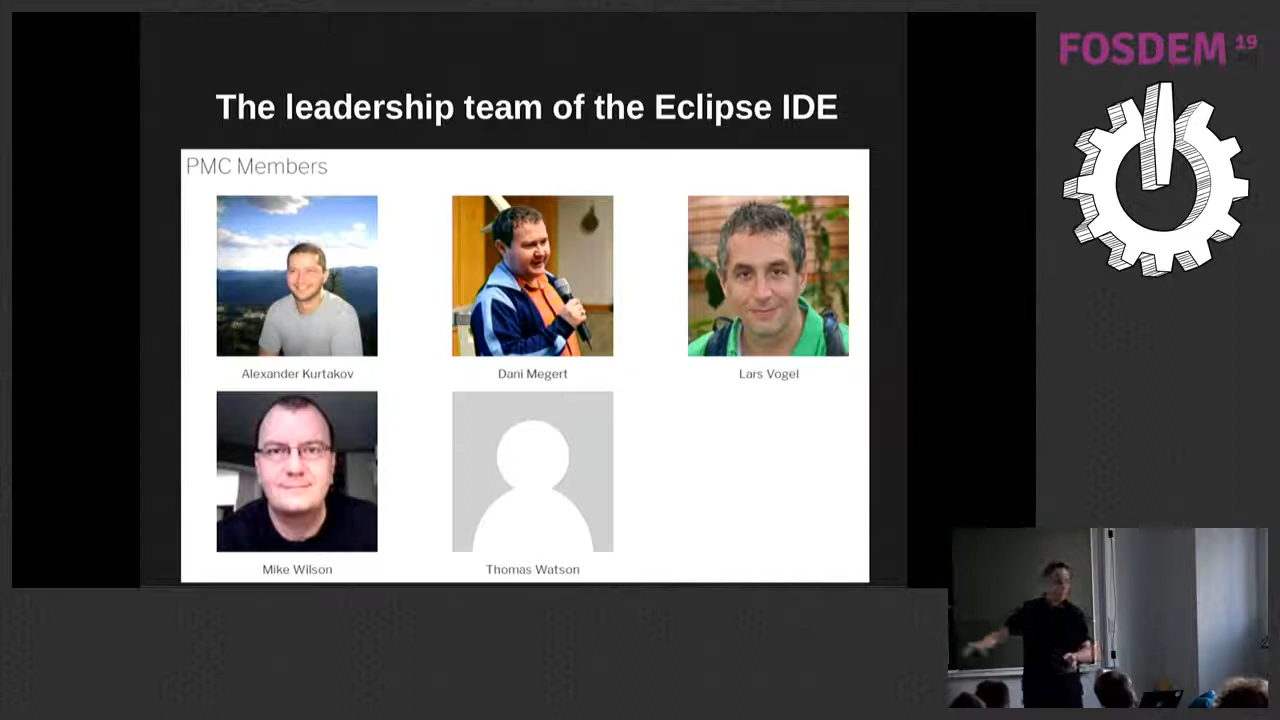 FOSDEM 19
The leadership team of the Eclipse IDE
PMC Members
Alexander Kurtakov
Dani Megert
Lars Vogel
Mike Wilson
Thomas Watson